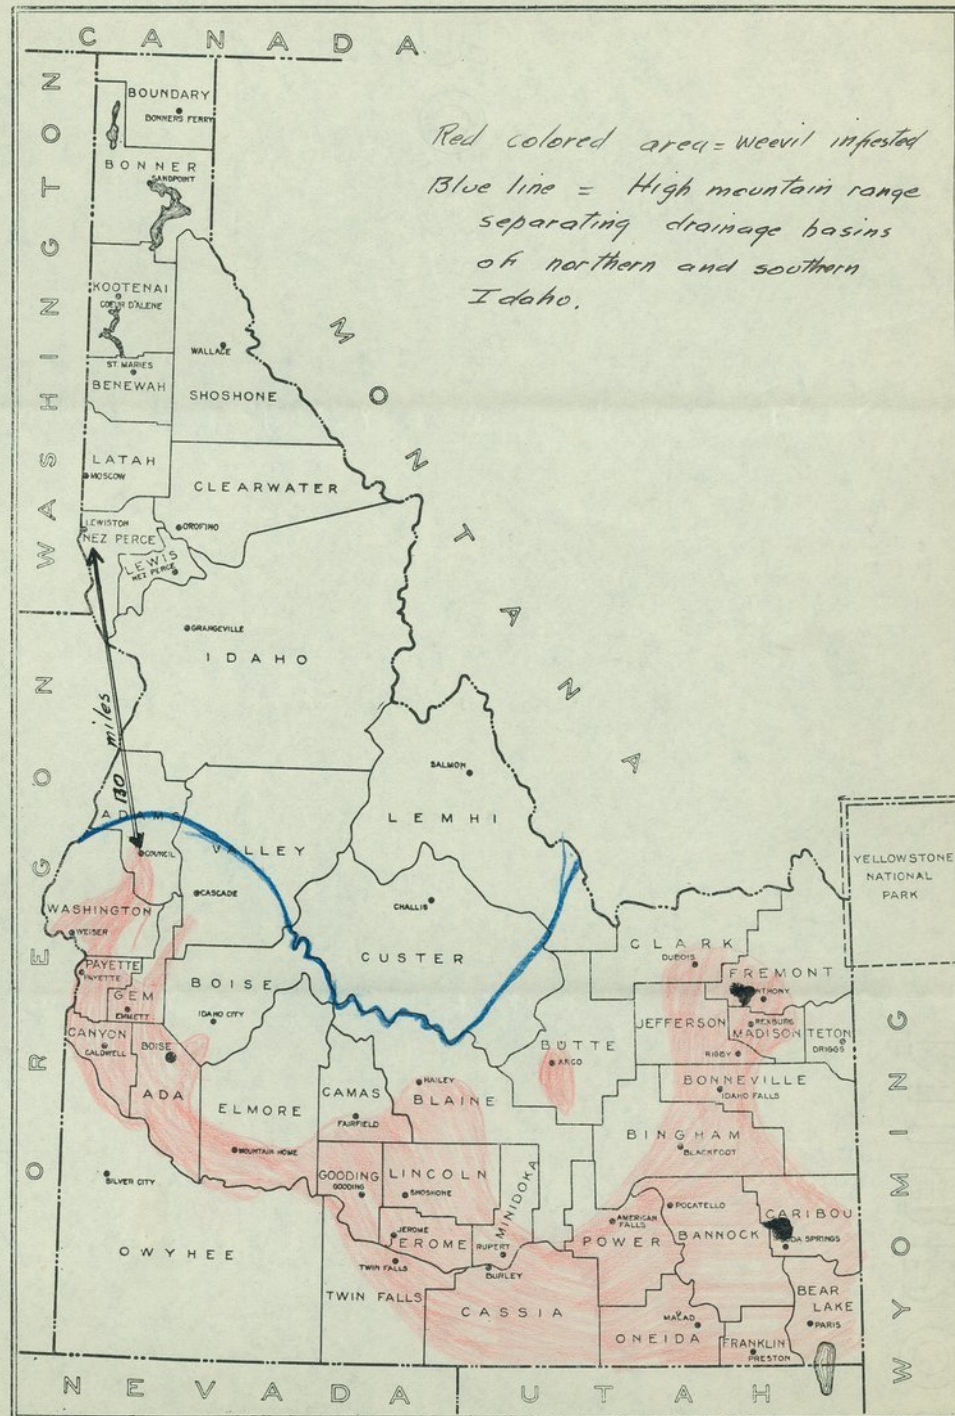 CANADA
WASHINGTON
BOUNDARY
BONNERS FERRY
BONNER
SANDPOINT
Red colored area = weevil infested
Blue line = High mountain range
separating drainage basins
of northern and southern
Idaho.
KOOTENAI
COEUR D'ALENE
MONTANA
WALLACE
ST. MARIES
BENEWAH
SHOSHONE
LATAH
MOSCOW
CLEARWATER
LEWISTON
OROFINO
NEZ PERCE
LEWIS
NEZ PERCE
GRANGEVILLE
IDAHO
OREGON
130 miles
SALMON
ADAMS
LEMHI
VALLEY
COUNCIL
YELLOWSTONE
NATIONAL
PARK
CASCADE
CHALLIS
WASHINGTON
WEISER
CLARK
DUBOIS
CUSTER
PAYETTE
PAYETTE
FREMONT
BOISE
GEM
EMMETT
NTHONY
IDAHO CITY
JEFFERSON
REXBURG
MADISON
TETON
DRIGGS
CANYON
CALDWELL
BOISE
BUTTE
ARCO
RIGBY
ADA
HAILEY
BLAINE
CAMAS
FAIRFIELD
BONNEVILLE
IDAHO FALLS
ELMORE
BINGHAM
BLACKFOOT
MOUNTAIN HOME
SILVER CITY
GOODING
GOODING
LINCOLN
SHOSHONE
MINIDOKA
POCATELLO
AMERICAN
FALLS
POWER
BANNOCK
CARIBOU
ODA SPRINGS
WYOMING
OWYHEE
JEROME
EROME
RUPERT
TWIN FALLS
BURLEY
TWIN FALLS
CASSIA
BEAR
LAKE
PARIS
MALAD
ONEIDA
FRANKLIN
PRESTON
NEVADA
UTAH